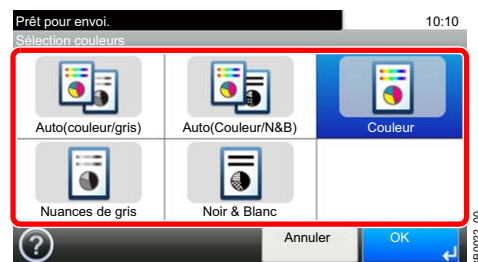 Prêt pour envoi. 10:10
Sélection couleurs
Auto(couleur/gris) Auto(Couleur/N&B) Couleur
Nuances de gris Noir & Blanc
? Annuler OK